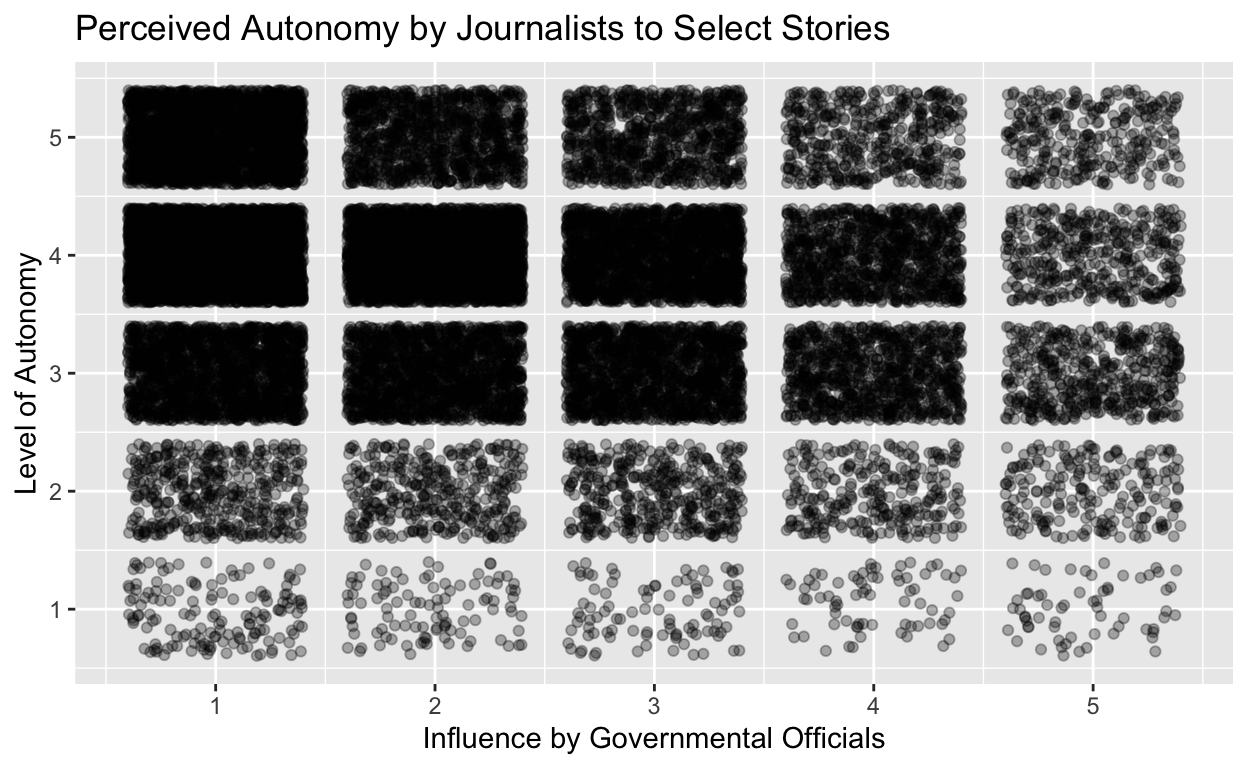 Perceived Autonomy by Journalists to Select Stories
5
4
3
2
1
Level of Autonomy
1 2 3 4 5
Influence by Governmental Officials